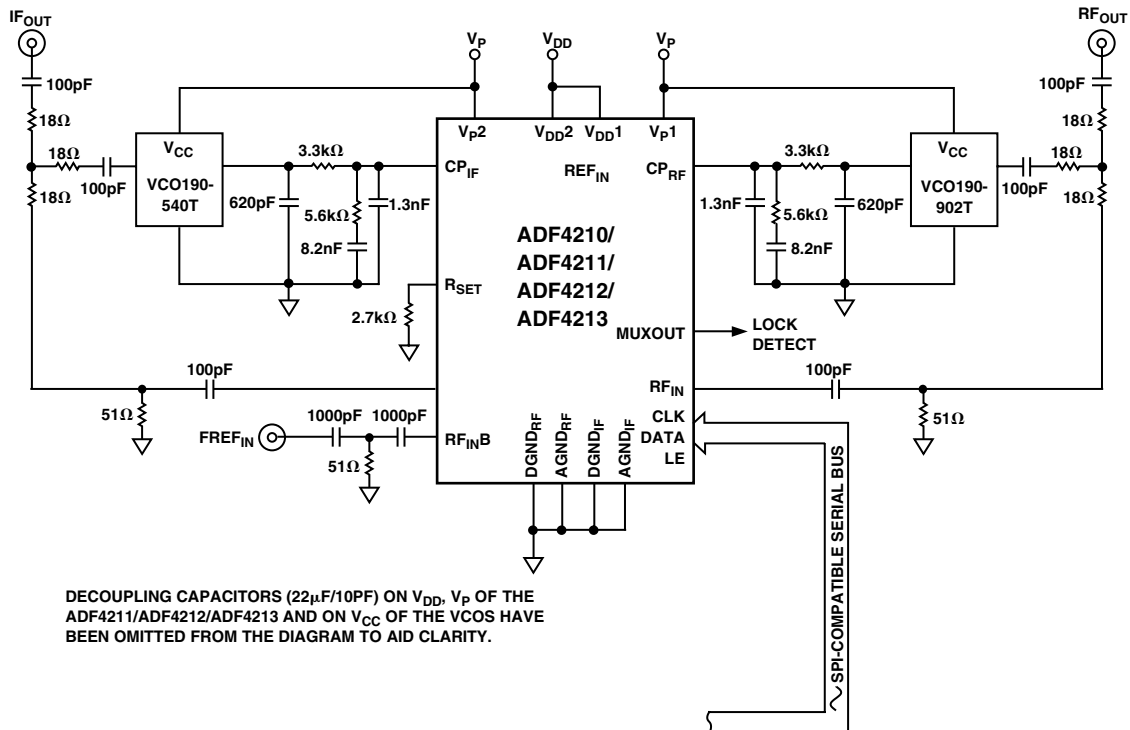 IFOUT
RFOUT
VP
VDD
VP
100pF
100pF
18Ω
18Ω
18Ω
18Ω
18Ω
18Ω
100pF
100pF
VCC
VCO190-
540T
VCC
VCO190-
902T
VP2
VDD2
VDD1
VP1
3.3kΩ
3.3kΩ
CPIF
REFIN
CPRF
620pF
5.6kΩ
1.3nF
8.2nF
1.3nF
5.6kΩ
620pF
8.2nF
ADF4210/
ADF4211/
ADF4212/
ADF4213
RSET
2.7kΩ
MUXOUT
LOCK
DETECT
100pF
100pF
RFIN
51Ω
51Ω
1000pF
1000pF
FREFIN
RFINB
51Ω
CLK
DATA
LE
DGNDRF
AGNDRF
DGNDIF
AGNDIF
SPI-COMPATIBLE SERIAL BUS
DECOUPLING CAPACITORS (22μF/10PF) ON VDD, VP OF THE
ADF4211/ADF4212/ADF4213 AND ON VCC OF THE VCOS HAVE
BEEN OMITTED FROM THE DIAGRAM TO AID CLARITY.